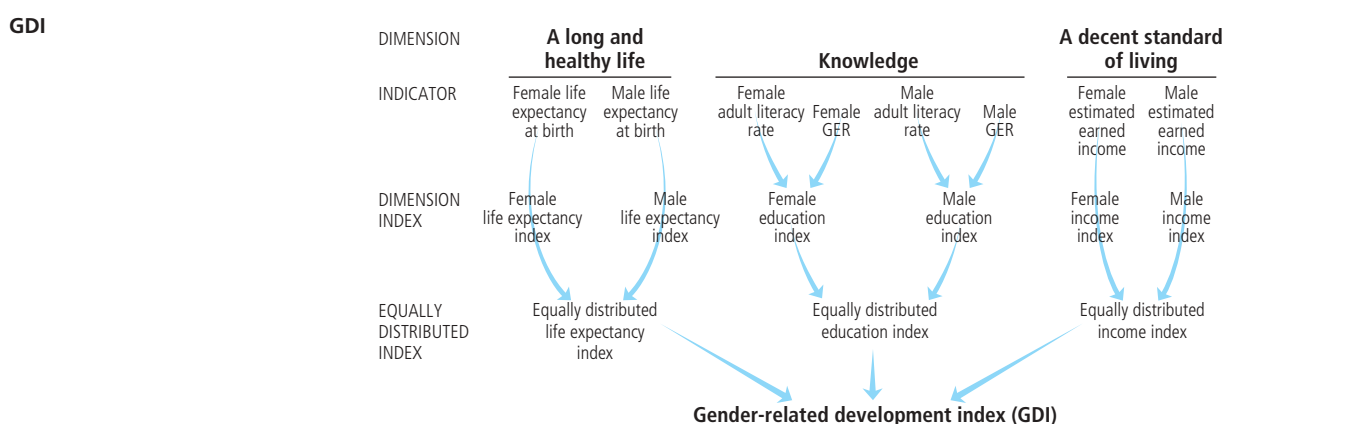 GDI
DIMENSION
A long and
healthy life
Knowledge
A decent standard
of living
INDICATOR
Female life
expectancy
at birth
Male life
expectancy
at birth
Female
adult literacy
rate
Female
GER
Male
adult literacy
rate
Male
GER
Female
estimated
earned
income
Male
estimated
earned
income
DIMENSION
INDEX
Female
life expectancy
index
Male
life expectancy
index
Female
education
index
Male
education
index
Female
income
index
Male
income
index
EQUALLY
DISTRIBUTED
INDEX
Equally distributed
life expectancy
index
Equally distributed
education index
Equally distributed
income index
Gender-related development index (GDI)